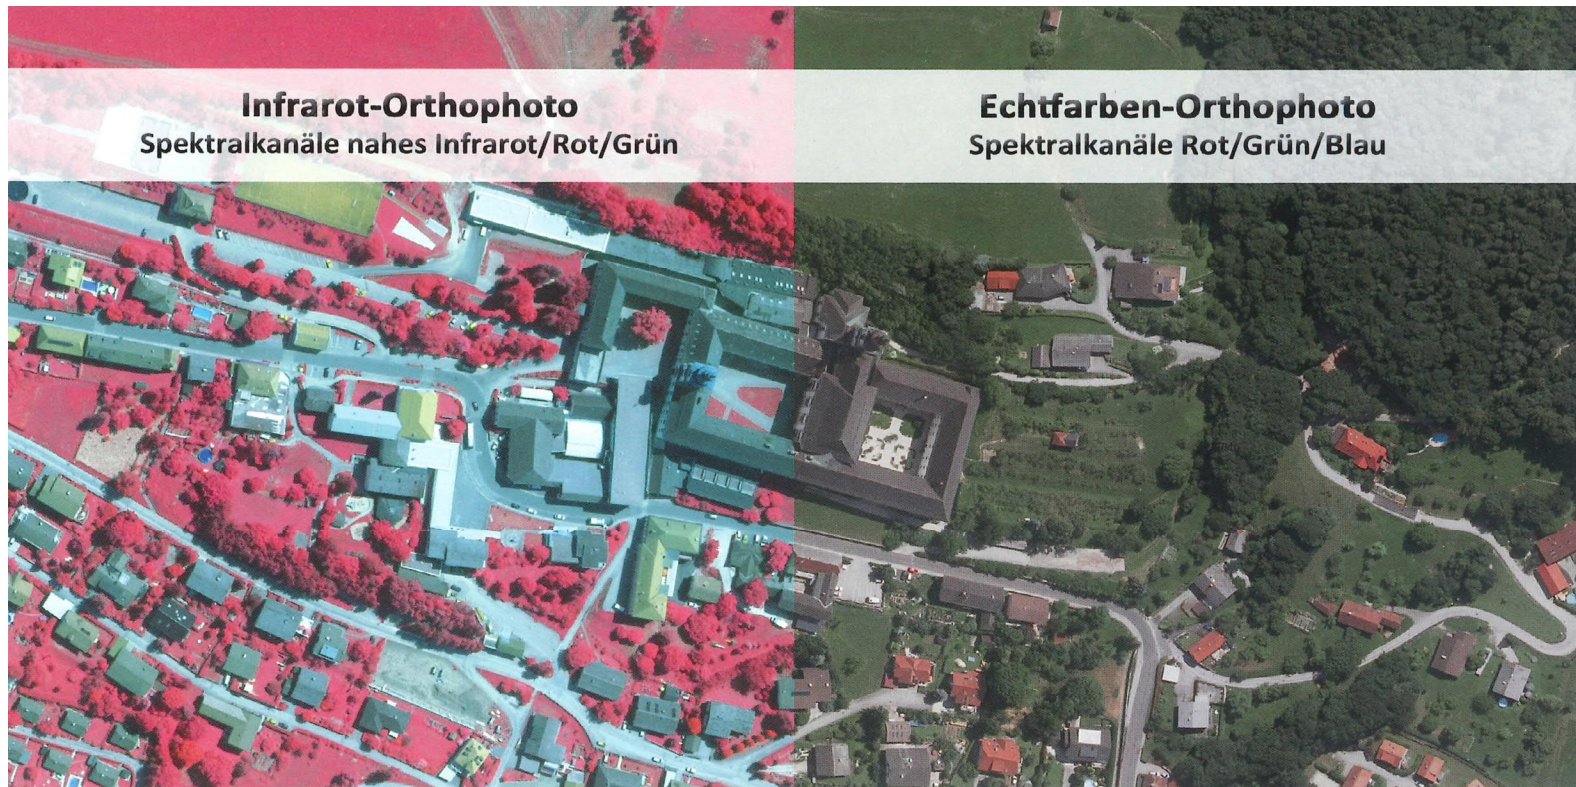 Infrarot-Orthophoto
Spektralkanäle nahes Infrarot/Rot/Grün
Echtfarben-Orthophoto
Spektralkanäle Rot/Grün/Blau